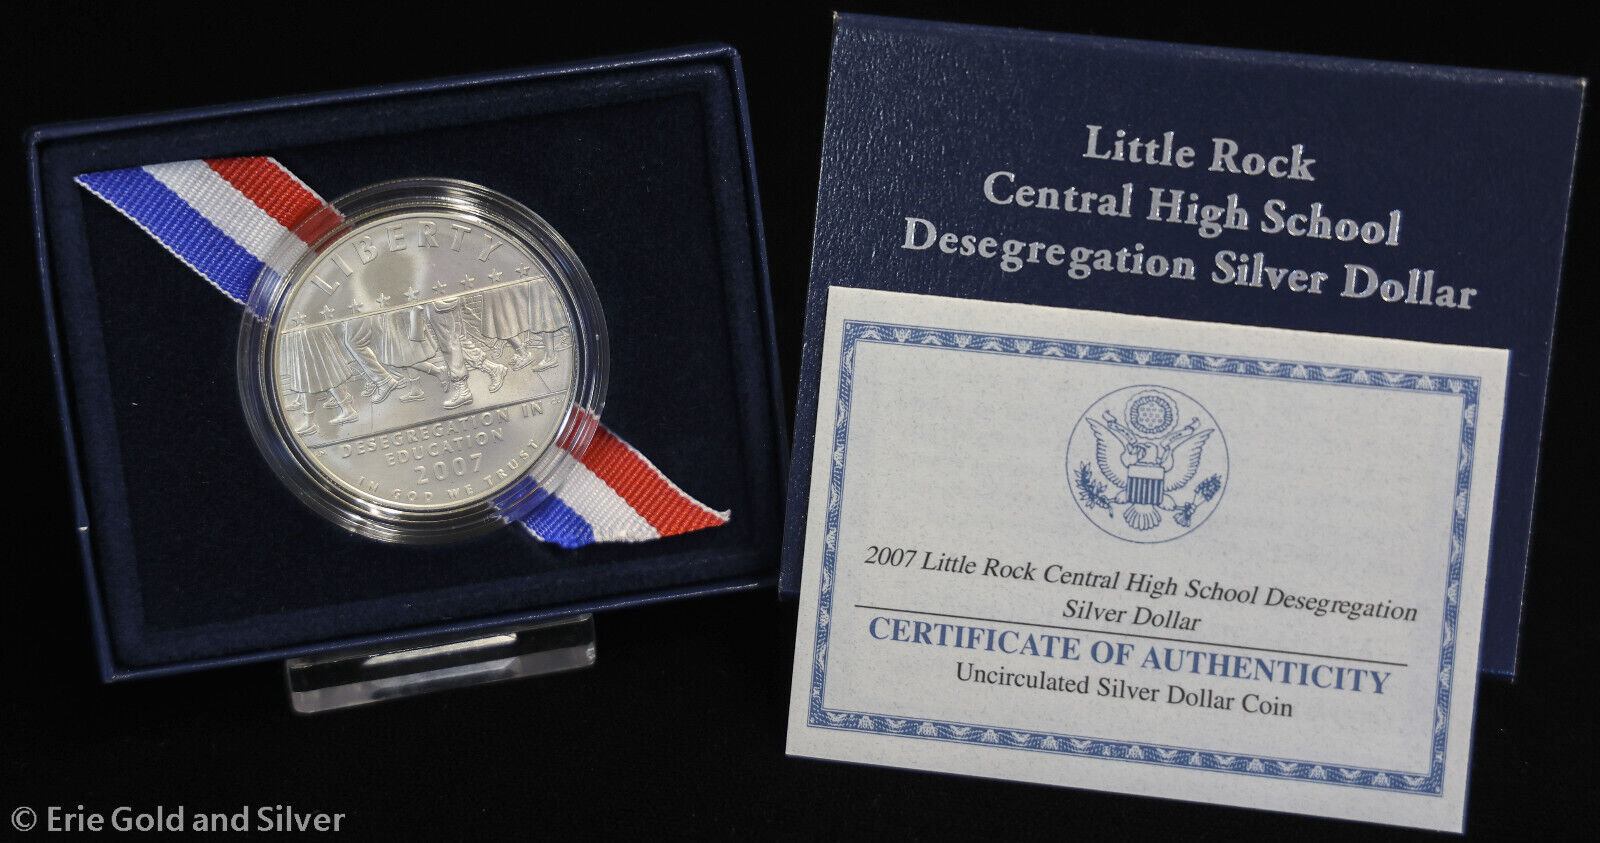 LIBERTY
DESEGREGATION IN
EDUCATION
2007
IN GOD WE TRUST
Little Rock
Central High School
Desegregation Silver Dollar
2007 Little Rock Central High School Desegregation
Silver Dollar
CERTIFICATE OF AUTHENTICITY
Uncirculated Silver Dollar Coin
© Erie Gold and Silver